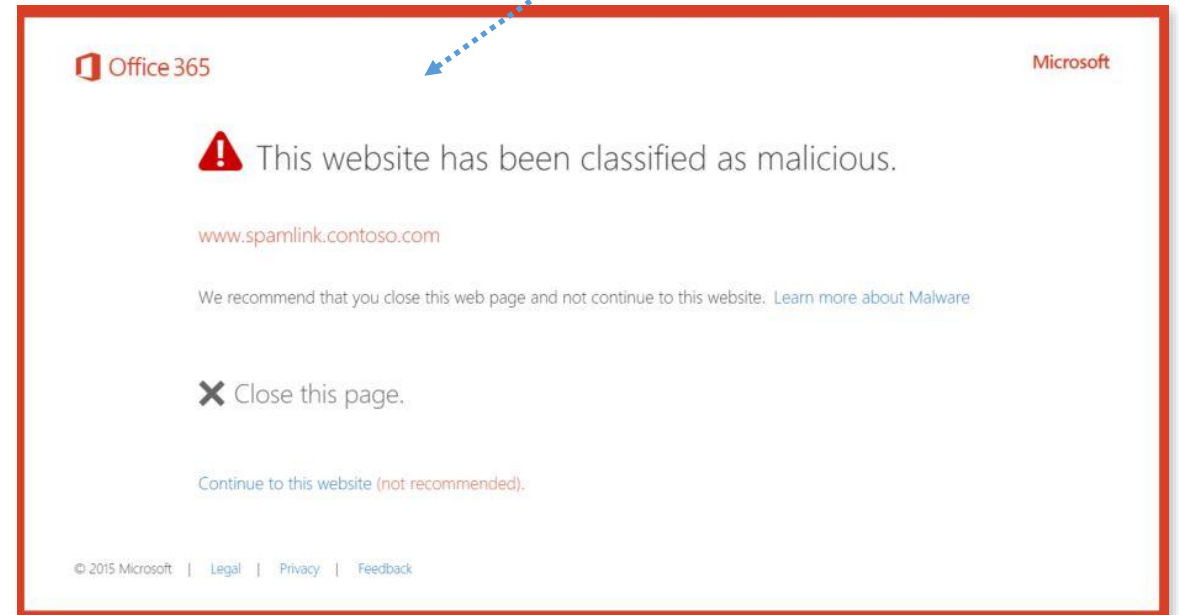 Office 365
Microsoft
This website has been classified as malicious.
www.spamlink.contoso.com
We recommend that you close this web page and not continue to this website. Learn more about Malware
Close this page.
Continue to this website (not recommended).
© 2015 Microsoft | Legal | Privacy | Feedback